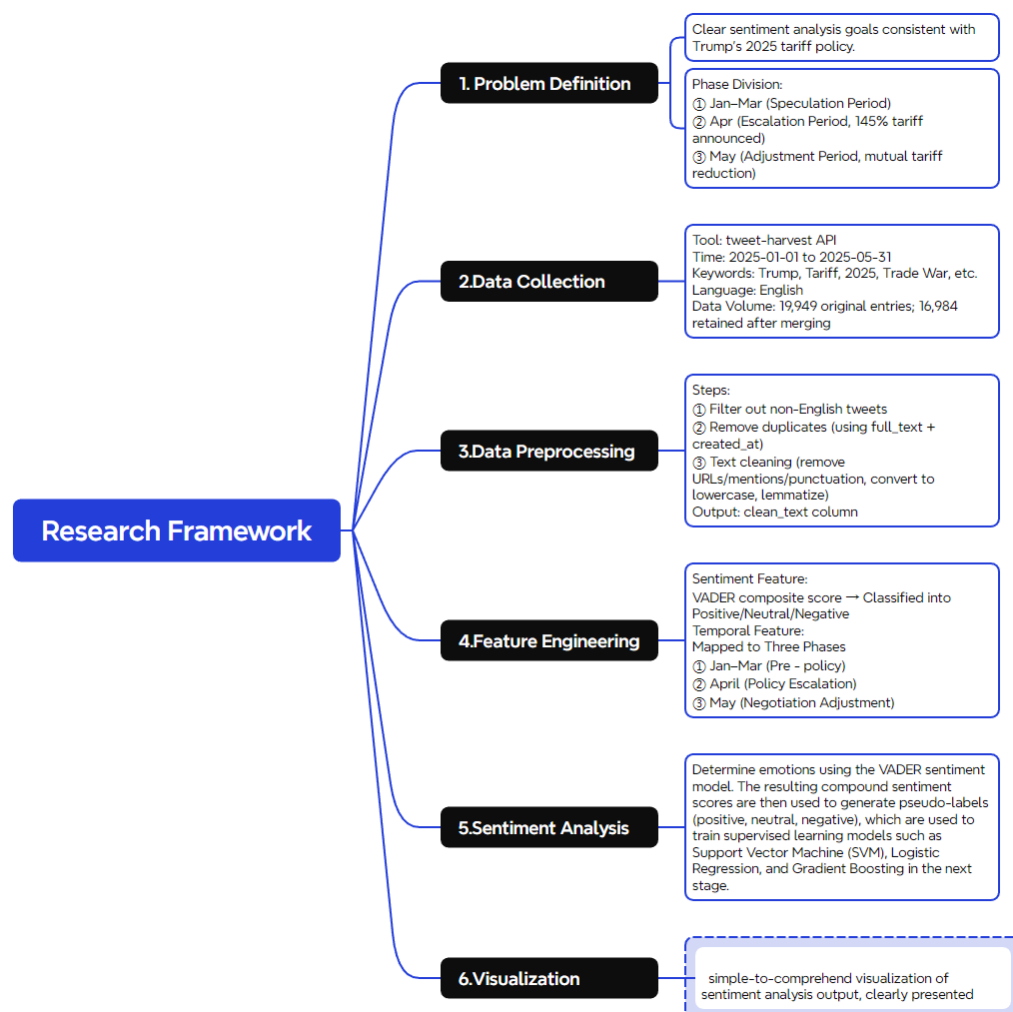 Research Framework
1. Problem Definition
Clear sentiment analysis goals consistent with
Trump's 2025 tariff policy.
Phase Division:
① Jan–Mar (Speculation Period)
② Apr (Escalation Period, 145% tariff
announced)
③ May (Adjustment Period, mutual tariff
reduction)
2.Data Collection
Tool: tweet-harvest API
Time: 2025-01-01 to 2025-05-31
Keywords: Trump, Tariff, 2025, Trade War, etc.
Language: English
Data Volume: 19,949 original entries; 16,984
retained after merging
3.Data Preprocessing
Steps:
① Filter out non-English tweets
② Remove duplicates (using full_text +
created_at)
③ Text cleaning (remove
URLs/mentions/punctuation, convert to
lowercase, lemmatize)
Output: clean_text column
4.Feature Engineering
Sentiment Feature:
VADER composite score → Classified into
Positive/Neutral/Negative
Temporal Feature:
Mapped to Three Phases
① Jan–Mar (Pre - policy)
② April (Policy Escalation)
③ May (Negotiation Adjustment)
5.Sentiment Analysis
Determine emotions using the VADER sentiment
model. The resulting compound sentiment
scores are then used to generate pseudo-labels
(positive, neutral, negative), which are used to
train supervised learning models such as
Support Vector Machine (SVM), Logistic
Regression, and Gradient Boosting in the next
stage.
6.Visualization
simple-to-comprehend visualization of
sentiment analysis output, clearly presented